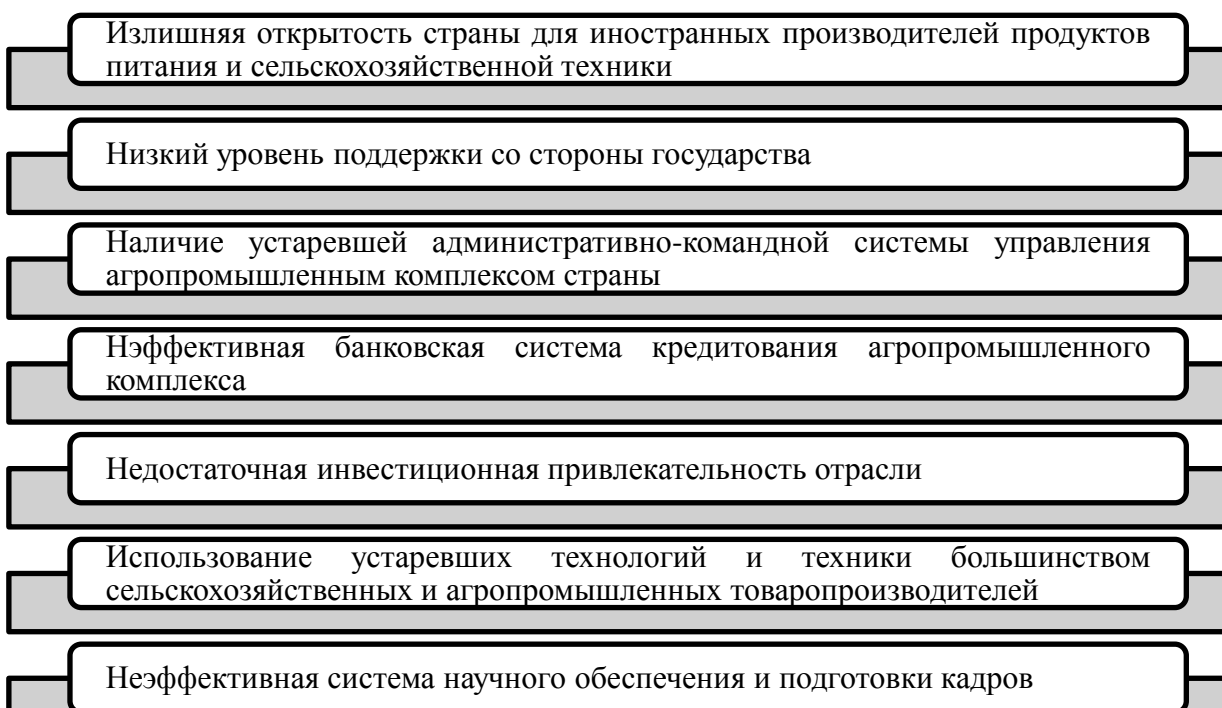 Излишняя открытость страны для иностранных производителей продуктов
питания и сельскохозяйственной техники
Низкий уровень поддержки со стороны государства
Наличие устаревшей административно-командной системы управления
агропромышленным комплексом страны
Нэффективная банковская система кредитования агропромышленного
комплекса
Недостаточная инвестиционная привлекательность отрасли
Использование устаревших технологий и техники большинством
сельскохозяйственных и агропромышленных товаропроизводителей
Неэффективная система научного обеспечения и подготовки кадров